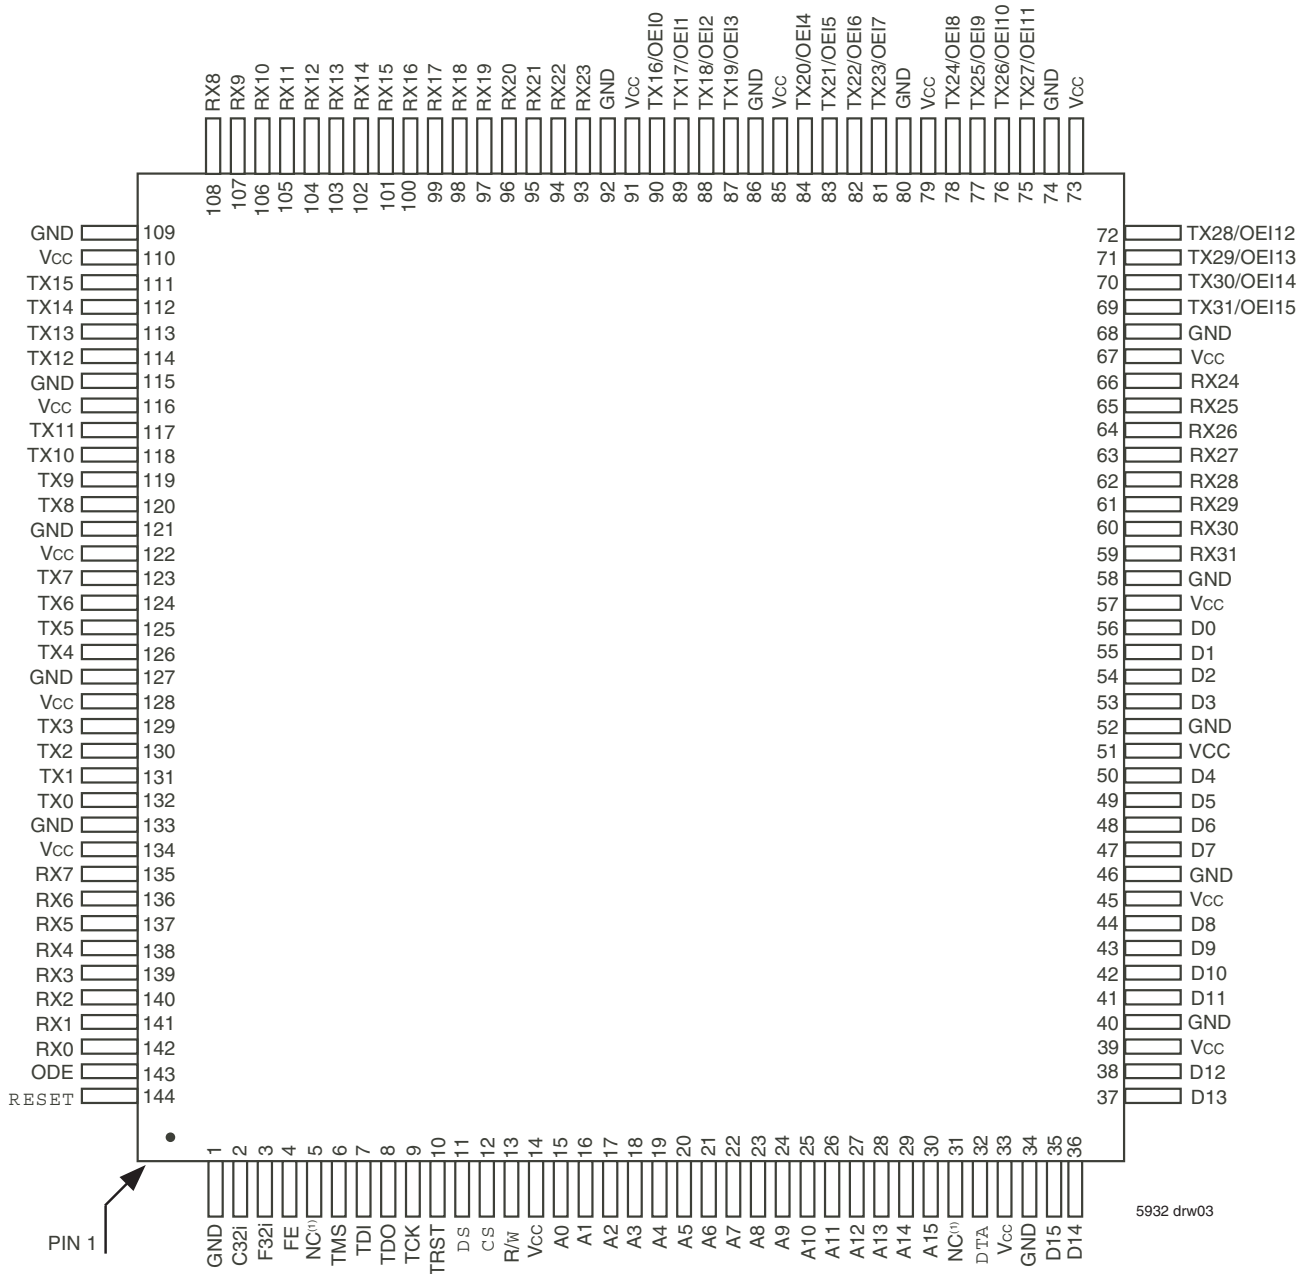 RX8
RX9
RX10
RX11
RX12
RX13
RX14
RX15
RX16
RX17
RX18
RX19
RX20
RX21
RX22
RX23
GND
Vcc
TX16/OEI0
TX17/OEI1
TX18/OEI2
TX19/OEI3
GND
Vcc
TX20/OEI4
TX21/OEI5
TX22/OEI6
TX23/OEI7
GND
Vcc
TX24/OEI8
TX25/OEI9
TX26/OEI10
TX27/OEI11
GND
Vcc
108
107
106
105
104
103
102
101
100
99
98
97
96
95
94
93
92
91
90
89
88
87
86
85
84
83
82
81
80
79
78
77
76
75
74
73
GND 109
Vcc 110
TX15 111
TX14 112
TX13 113
TX12 114
GND 115
Vcc 116
TX11 117
TX10 118
TX9 119
TX8 120
GND 121
Vcc 122
TX7 123
TX6 124
TX5 125
TX4 126
GND 127
Vcc 128
TX3 129
TX2 130
TX1 131
TX0 132
GND 133
Vcc 134
RX7 135
RX6 136
RX5 137
RX4 138
RX3 139
RX2 140
RX1 141
RX0 142
ODE 143
RESET 144
72 TX28/OEI12
71 TX29/OEI13
70 TX30/OEI14
69 TX31/OEI15
68 GND
67 Vcc
66 RX24
65 RX25
64 RX26
63 RX27
62 RX28
61 RX29
60 RX30
59 RX31
58 GND
57 Vcc
56 D0
55 D1
54 D2
53 D3
52 GND
51 VCC
50 D4
49 D5
48 D6
47 D7
46 GND
45 Vcc
44 D8
43 D9
42 D10
41 D11
40 GND
39 Vcc
38 D12
37 D13
1
2
3
4
5
6
7
8
9
10
11
12
13
14
15
16
17
18
19
20
21
22
23
24
25
26
27
28
29
30
31
32
33
34
35
36
GND
C32i
F32i
FE
NC(1)
TMS
TDI
TDO
TCK
TRST
DS
CS
R/W
Vcc
A0
A1
A2
A3
A4
A5
A6
A7
A8
A9
A10
A11
A12
A13
A14
A15
NC(1)
DTA
Vcc
GND
D15
D14
PIN 1
5932 drw03